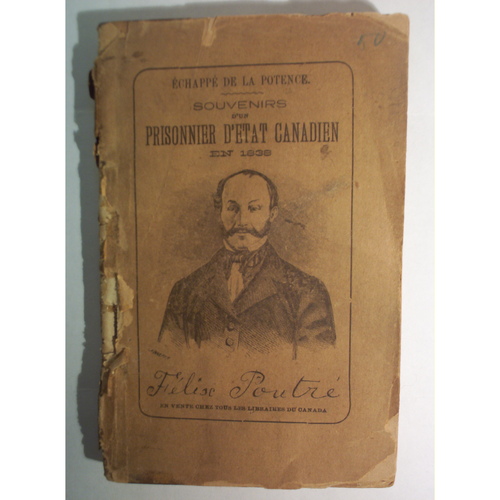 ÉCHAPPÉ DE LA POTENCE.
SOUVENIRS
D'UN
PRISONNIER D'ETAT CANADIEN
EN 1838
Félix Poutré
EN VENTE CHEZ TOUS LES LIBRAIRES DU CANADA